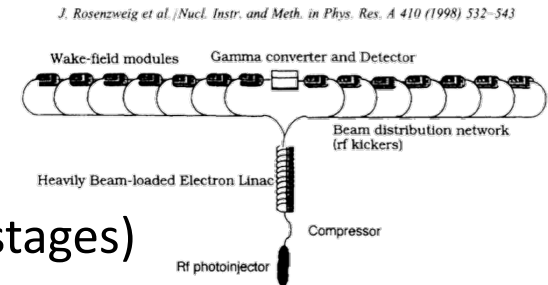 J. Rosenzweig et al. /Nucl. Instr. and Meth. in Phys. Res. A 410 (1998) 532–543
Wake-field modules
Gamma converter and Detector
Beam distribution network
(rf kickers)
Heavily Beam-loaded Electron Linac
stages)
Compressor
Rf photoinjector